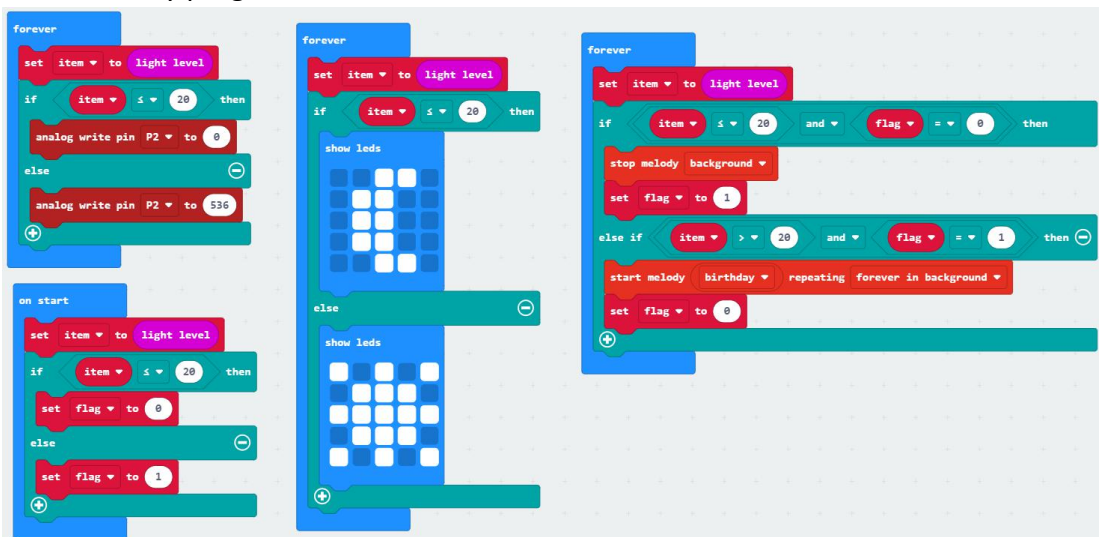 forever
set item to light level
if item ≤ 20 then
analog write pin P2 to 0
else
analog write pin P2 to 536
on start
set item to light level
if item ≤ 20 then
set flag to 0
else
set flag to 1
forever
set item to light level
if item ≤ 20 then
show leds
else
show leds
forever
set item to light level
if item ≤ 20 and flag = 0 then
stop melody background
set flag to 1
else if item > 20 and flag = 1 then
start melody birthday repeating forever in background
set flag to 0